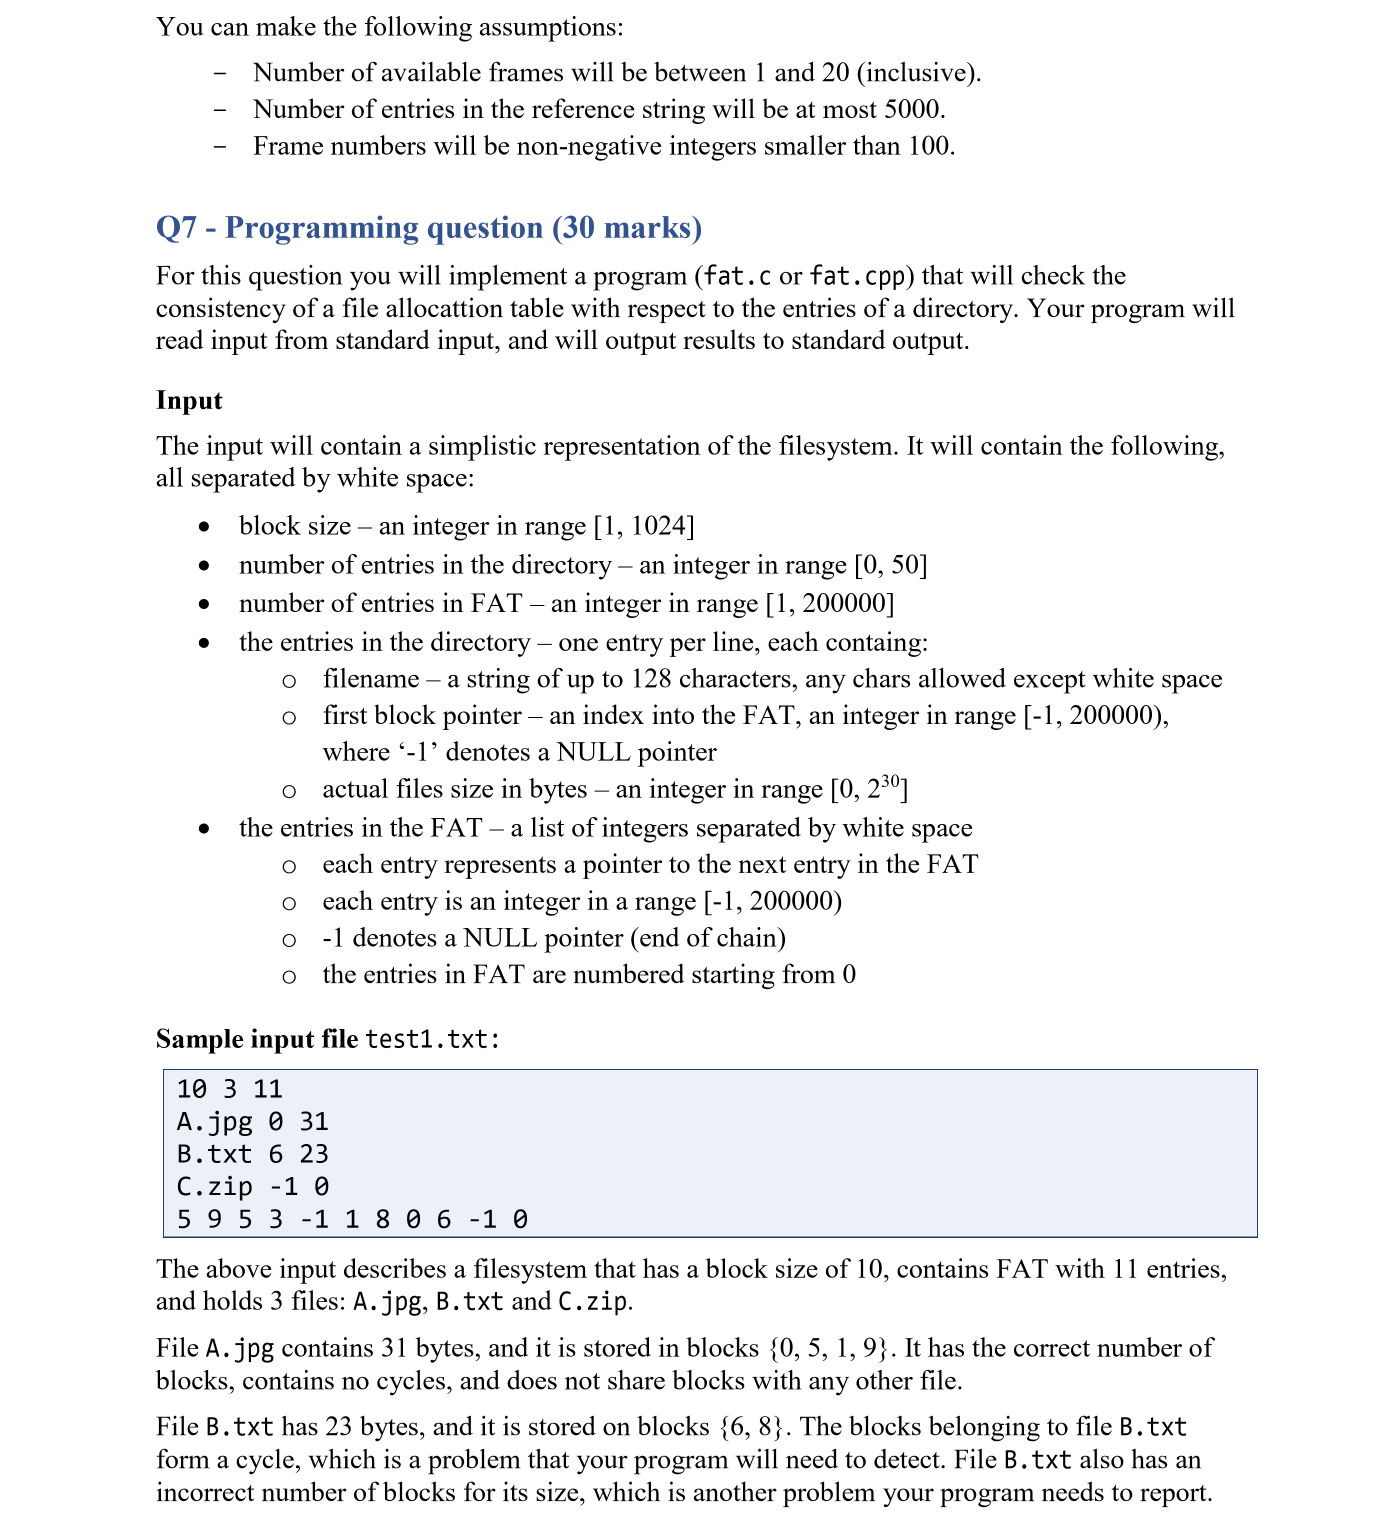 You can make the following assumptions:
- Number of available frames will be between 1 and 20 (inclusive).
- Number of entries in the reference string will be at most 5000.
- Frame numbers will be non-negative integers smaller than 100.
Q7 - Programming question (30 marks)
For this question you will implement a program (fat.c or fat.cpp) that will check the
consistency of a file allocattion table with respect to the entries of a directory. Your program will
read input from standard input, and will output results to standard output.
Input
The input will contain a simplistic representation of the filesystem. It will contain the following,
all separated by white space:
• block size – an integer in range [1, 1024]
• number of entries in the directory – an integer in range [0, 50]
• number of entries in FAT – an integer in range [1, 200000]
• the entries in the directory – one entry per line, each containg:
o filename – a string of up to 128 characters, any chars allowed except white space
o first block pointer – an index into the FAT, an integer in range [-1, 200000),
where ‘-1’ denotes a NULL pointer
o actual files size in bytes – an integer in range [0, 2³⁰]
• the entries in the FAT – a list of integers separated by white space
o each entry represents a pointer to the next entry in the FAT
o each entry is an integer in a range [-1, 200000)
o -1 denotes a NULL pointer (end of chain)
o the entries in FAT are numbered starting from 0
Sample input file test1.txt:
10 3 11
A.jpg 0 31
B.txt 6 23
C.zip -1 0
5 9 5 3 -1 1 8 0 6 -1 0
The above input describes a filesystem that has a block size of 10, contains FAT with 11 entries,
and holds 3 files: A.jpg, B.txt and C.zip.
File A.jpg contains 31 bytes, and it is stored in blocks {0, 5, 1, 9}. It has the correct number of
blocks, contains no cycles, and does not share blocks with any other file.
File B.txt has 23 bytes, and it is stored on blocks {6, 8}. The blocks belonging to file B.txt
form a cycle, which is a problem that your program will need to detect. File B.txt also has an
incorrect number of blocks for its size, which is another problem your program needs to report.